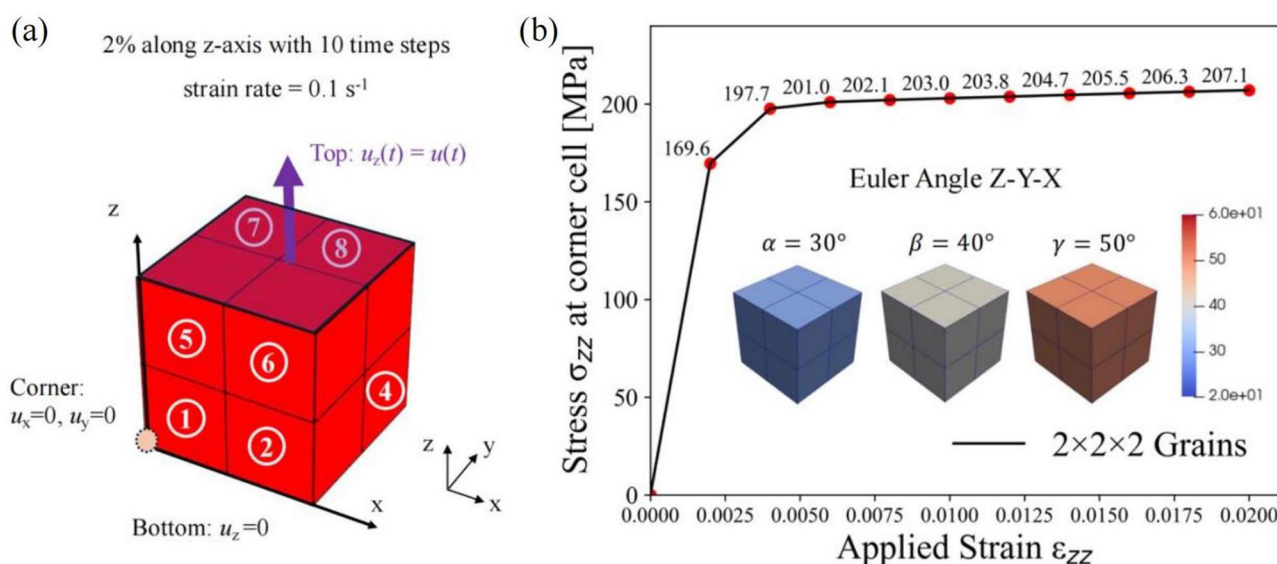 (a)
2% along z-axis with 10 time steps
strain rate = 0.1 s⁻¹
Top: u_z(t) = u(t)
z
⑦
⑧
⑤
⑥
④
①
②
Corner:
u_x=0, u_y=0
z
y
x
x
Bottom: u_z=0
(b)
Stress σ_zz at corner cell [MPa]
200
150
100
50
0
169.6
197.7
201.0
202.1
203.0
203.8
204.7
205.5
206.3
207.1
Euler Angle Z-Y-X
α = 30°
β = 40°
γ = 50°
6.0e+01
50
40
30
2.0e+01
2×2×2 Grains
0.0000
0.0025
0.0050
0.0075
0.0100
0.0125
0.0150
0.0175
0.0200
Applied Strain ε_zz